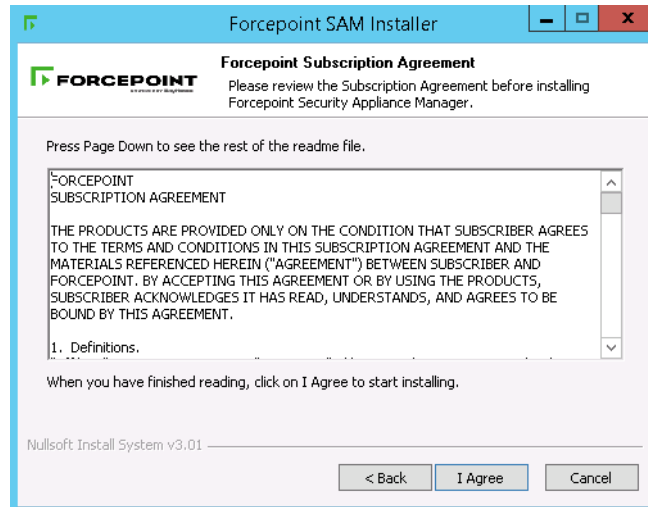 Forcepoint SAM Installer
FORCEPOINT
Forcepoint Subscription Agreement
Please review the Subscription Agreement before installing
Forcepoint Security Appliance Manager.
Press Page Down to see the rest of the readme file.
FORCEPOINT
SUBSCRIPTION AGREEMENT
THE PRODUCTS ARE PROVIDED ONLY ON THE CONDITION THAT SUBSCRIBER AGREES
TO THE TERMS AND CONDITIONS IN THIS SUBSCRIPTION AGREEMENT AND THE
MATERIALS REFERENCED HEREIN ("AGREEMENT") BETWEEN SUBSCRIBER AND
FORCEPOINT. BY ACCEPTING THIS AGREEMENT OR BY USING THE PRODUCTS,
SUBSCRIBER ACKNOWLEDGES IT HAS READ, UNDERSTANDS, AND AGREES TO BE
BOUND BY THIS AGREEMENT.
1. Definitions.
When you have finished reading, click on I Agree to start installing.
Nullsoft Install System v3.01
< Back
I Agree
Cancel